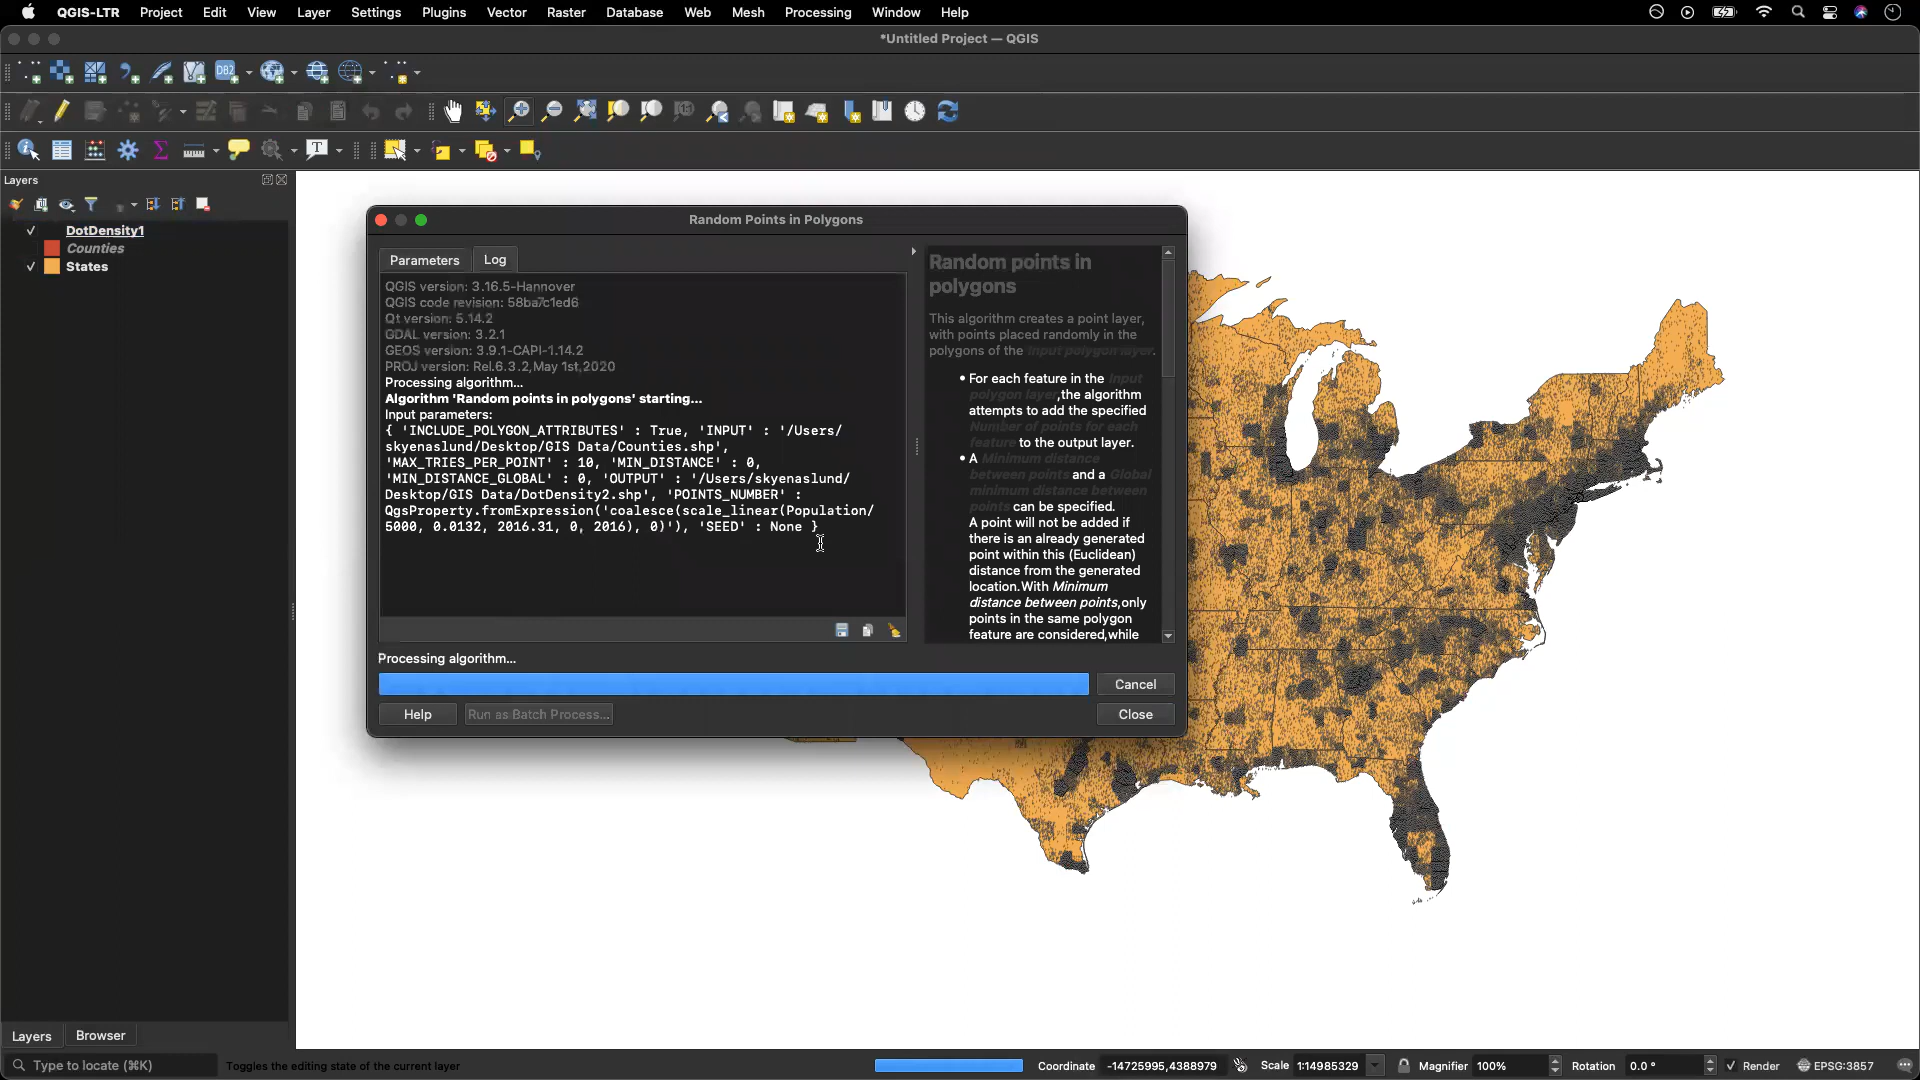 QGIS-LTR Project Edit View Layer Settings Plugins Vector Raster Database Web Mesh Processing Window Help
*Untitled Project — QGIS
Layers
DotDensity1
Counties
States
Random Points in Polygons
Parameters Log
QGIS version: 3.16.5-Hannover
QGIS code revision: 58ba7c1ed6
Qt version: 5.14.2
GDAL version: 3.2.1
GEOS version: 3.9.1-CAPI-1.14.2
PROJ version: Rel.6.3.2, May 1st, 2020
Processing algorithm...
Algorithm 'Random points in polygons' starting...
Input parameters:
{ 'INCLUDE_POLYGON_ATTRIBUTES' : True, 'INPUT' : '/Users/
skyenaslund/Desktop/GIS Data/Counties.shp',
'MAX_TRIES_PER_POINT' : 10, 'MIN_DISTANCE' : 0,
'MIN_DISTANCE_GLOBAL' : 0, 'OUTPUT' : '/Users/skyenaslund/
Desktop/GIS Data/DotDensity2.shp', 'POINTS_NUMBER' :
QgsProperty.fromExpression('coalesce(scale_linear(Population/
5000, 0.0132, 2016.31, 0, 2016), 0)'), 'SEED' : None }
Random points in
polygons
This algorithm creates a point layer,
with points placed randomly in the
polygons of the input polygon layer.
• For each feature in the Input
polygon layer, the algorithm
attempts to add the specified
Number of points for each
feature to the output layer.
• A Minimum distance
between points and a Global
minimum distance between
points can be specified.
A point will not be added if
there is an already generated
point within this (Euclidean)
distance from the generated
location. With Minimum
distance between points, only
points in the same polygon
feature are considered, while
Processing algorithm...
Cancel
Help Run as Batch Process... Close
Layers Browser
Type to locate (⌘K) Toggles the editing state of the current layer Coordinate -14725995,4388979 Scale 1:14985329 Magnifier 100% Rotation 0.0 ° Render EPSG:3857